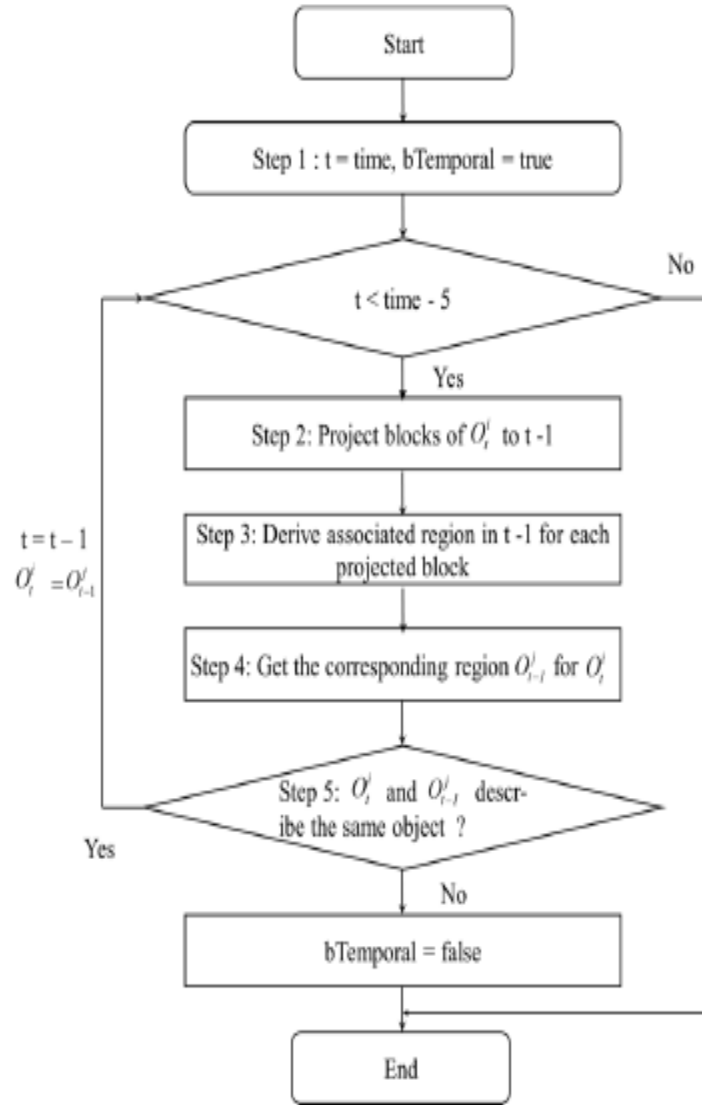 Start
Step 1 : t = time, bTemporal = true
No
t < time - 5
Yes
Step 2: Project blocks of O_t^i to t -1
t = t – 1
O_t^i = O_{t-1}^j
Step 3: Derive associated region in t -1 for each
projected block
Step 4: Get the corresponding region O_{t-1}^j for O_t^i
Step 5: O_t^i and O_{t-1}^j descr-
ibe the same object ?
Yes
No
bTemporal = false
End